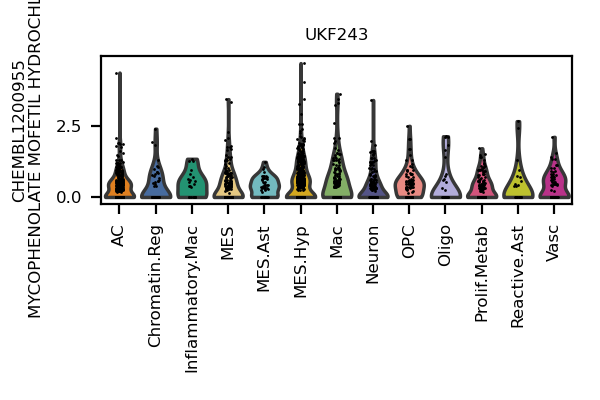 UKF243
CHEMBL1200955
MYCOPHENOLATE MOFETIL
2.5
0.0
AC
Chromatin.Reg
Inflammatory.Mac
MES
MES.Ast
MES.Hyp
Mac
Neuron
OPC
Oligo
Prolif.Metab
Reactive.Ast
Vasc